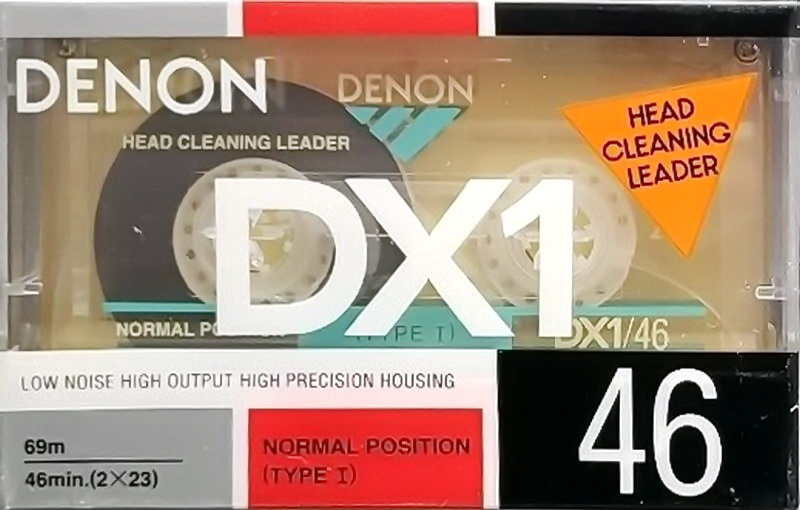 DENON
DENON
HEAD CLEANING LEADER
HEAD
CLEANING
LEADER
DX1
NORMAL
(TYPE I)
DX1/46
LOW NOISE HIGH OUTPUT HIGH PRECISION HOUSING
69m
46min.(2×23)
NORMAL POSITION
(TYPE I)
46